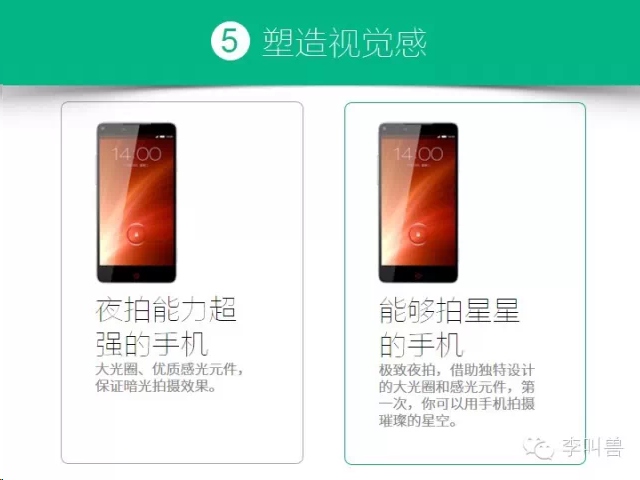 5 塑造视觉感
14:00
夜拍能力超
强的手机
大光圈、优质感光元件，
保证暗光拍摄效果。
14:00
能够拍星星
的手机
极致夜拍，借助独特设计
的大光圈和感光元件，第
一次，你可以用手机拍摄
璀璨的星空。
李叫兽